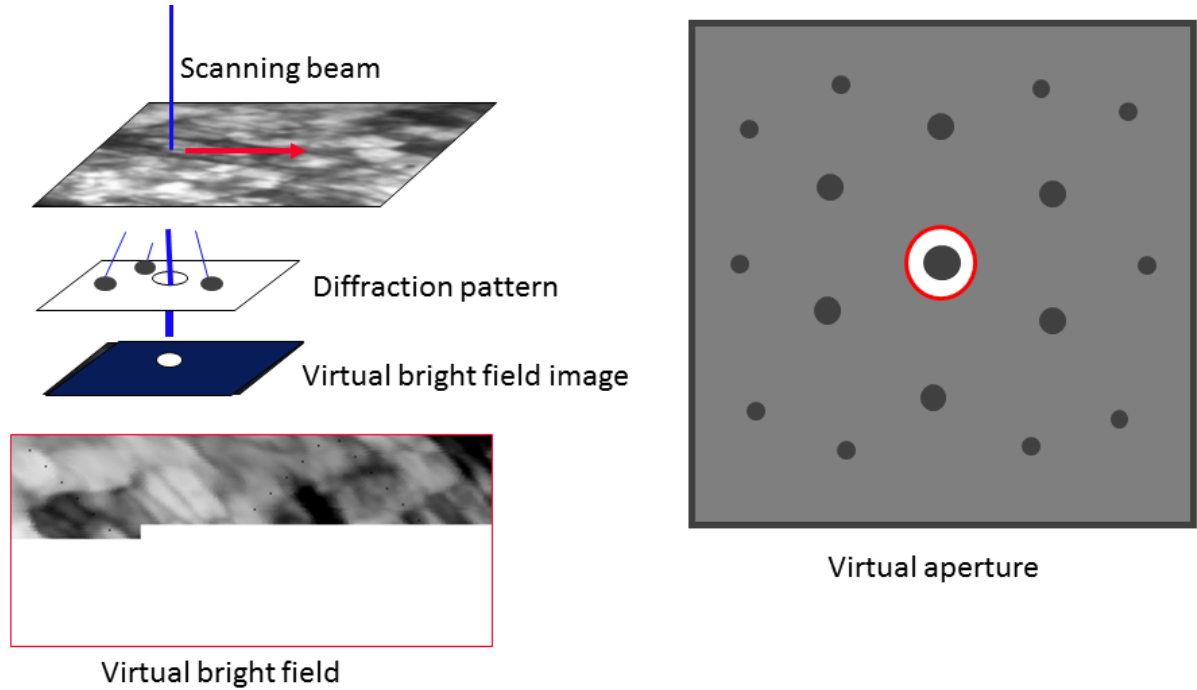 Scanning beam
Diffraction pattern
Virtual bright field image
Virtual bright field
Virtual aperture